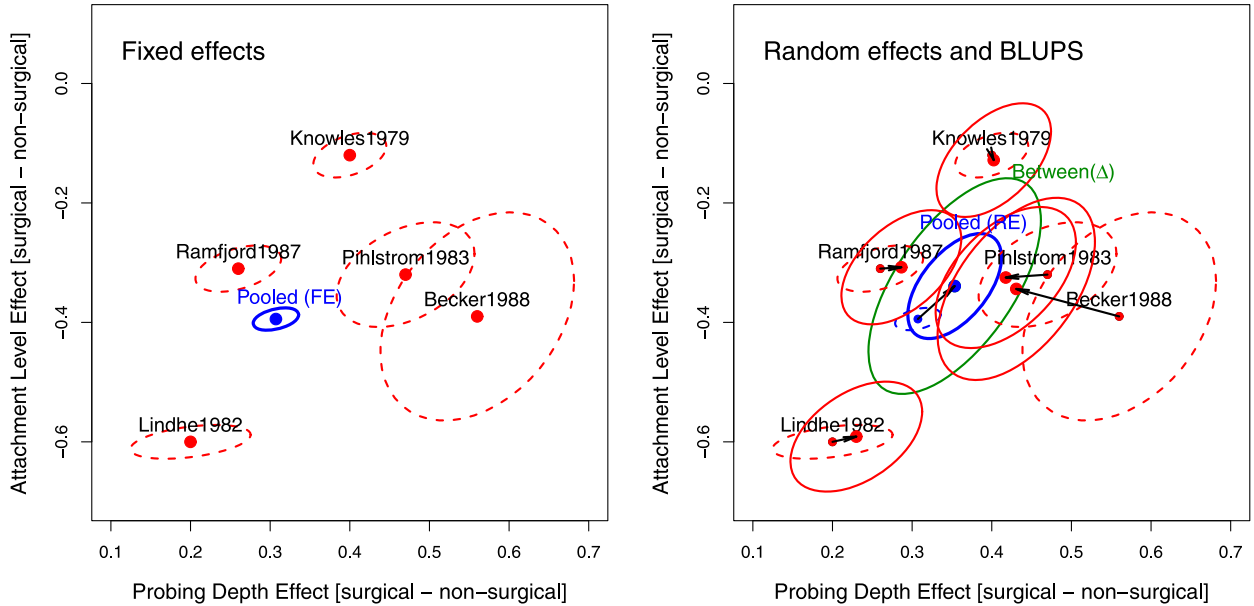 Fixed effects
Knowles1979
Ramfjord1987
Pihlstrom1983
Pooled (FE)
Becker1988
Lindhe1982
0.0
−0.2
−0.4
−0.6
0.1 0.2 0.3 0.4 0.5 0.6 0.7
Attachment Level Effect [surgical − non−surgical]
Probing Depth Effect [surgical − non−surgical]
Random effects and BLUPS
Knowles1979
Between(Δ)
Pooled (RE)
Ramfjord1987
Pihlstrom1983
Becker1988
Lindhe1982
0.0
−0.2
−0.4
−0.6
0.1 0.2 0.3 0.4 0.5 0.6 0.7
Attachment Level Effect [surgical − non−surgical]
Probing Depth Effect [surgical − non−surgical]